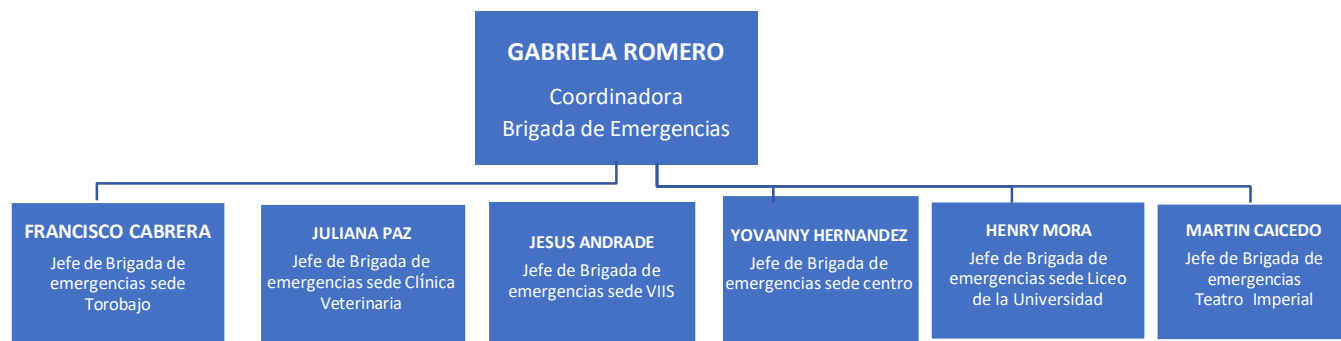 GABRIELA ROMERO
Coordinadora
Brigada de Emergencias
FRANCISCO CABRERA
Jefe de Brigada de
emergencias sede
Torobajo
JULIANA PAZ
Jefe de Brigada de
emergencias sede Clínica
Veterinaria
JESUS ANDRADE
Jefe de Brigada de
emergencias sede VIIS
YOVANNY HERNANDEZ
Jefe de Brigada de
emergencias sede centro
HENRY MORA
Jefe de Brigada de
emergencias sede Liceo
de la Universidad
MARTIN CAICEDO
Jefe de Brigada de
emergencias
Teatro Imperial